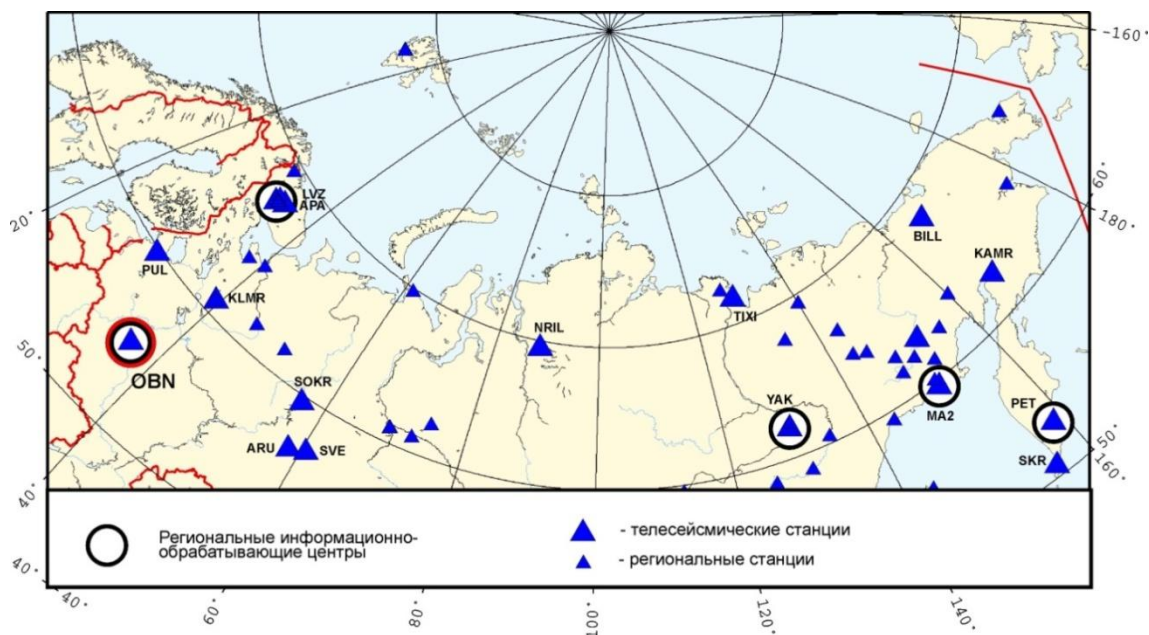 -160°
60°
180°
20°
LVZ
APA
PUL
KLMR
BILL
KAMR
TIXI
NRIL
50°
OBN
SOKR
YAK
MA2
PET
ARU
SVE
SKR
50°
160°
40°
Региональные информационно-
обрабатывающие центры
- телесейсмические станции
- региональные станции
40°
40°
60°
80°
100°
120°
140°